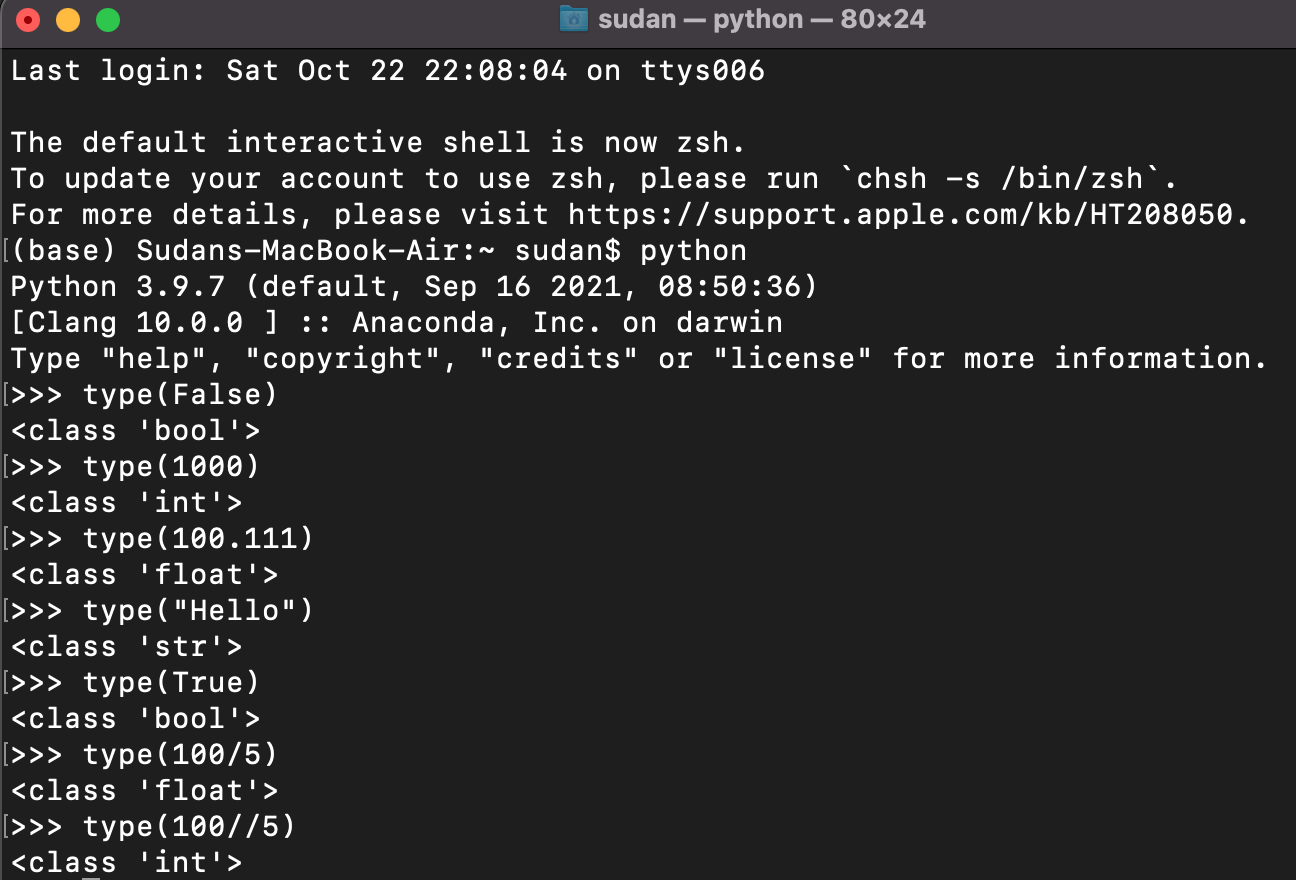 sudan — python — 80×24
Last login: Sat Oct 22 22:08:04 on ttys006
The default interactive shell is now zsh.
To update your account to use zsh, please run `chsh -s /bin/zsh`.
For more details, please visit https://support.apple.com/kb/HT208050.
[(base) Sudans-MacBook-Air:~ sudan$ python
Python 3.9.7 (default, Sep 16 2021, 08:50:36)
[Clang 10.0.0 ] :: Anaconda, Inc. on darwin
Type "help", "copyright", "credits" or "license" for more information.
[>>> type(False)
<class 'bool'>
[>>> type(1000)
<class 'int'>
[>>> type(100.111)
<class 'float'>
[>>> type("Hello")
<class 'str'>
[>>> type(True)
<class 'bool'>
[>>> type(100/5)
<class 'float'>
[>>> type(100//5)
<class 'int'>